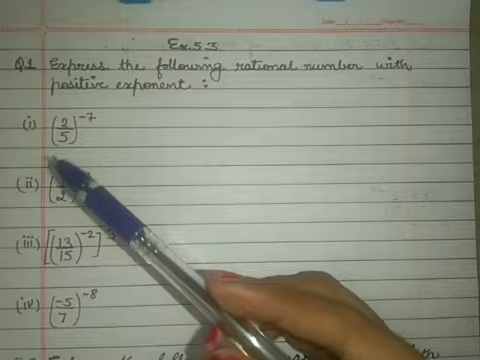 Ex. 5.3
Q.1 Express the following rational number with
positive exponent :
(i) (2/5)^-7
(ii)
(iii) [(13/15)^-2]
(iv) (-5/7)^-8